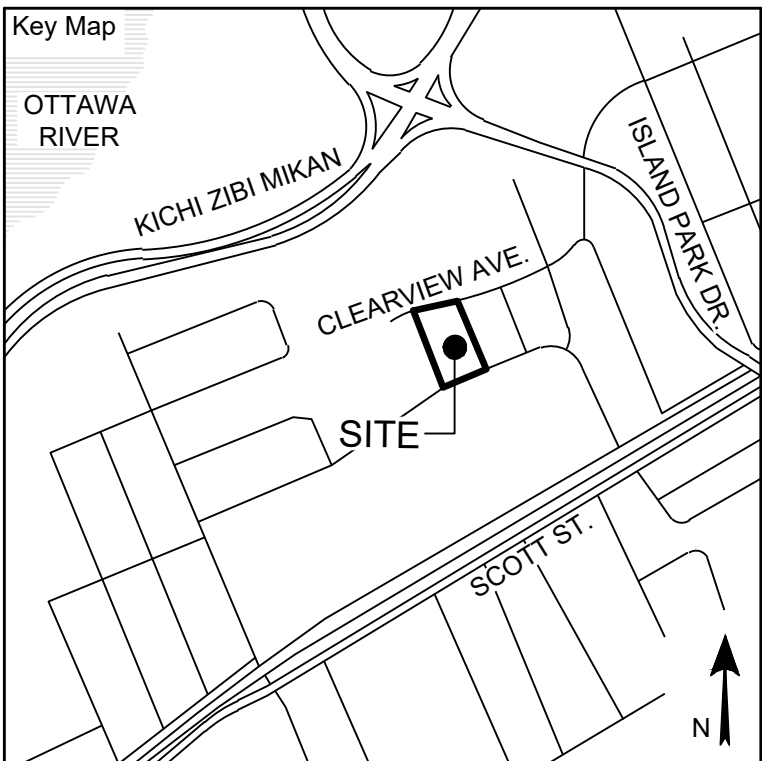 Key Map
OTTAWA
RIVER
KICHI ZIBI MIKAN
ISLAND PARK DR.
CLEARVIEW AVE.
SITE
SCOTT ST.
N